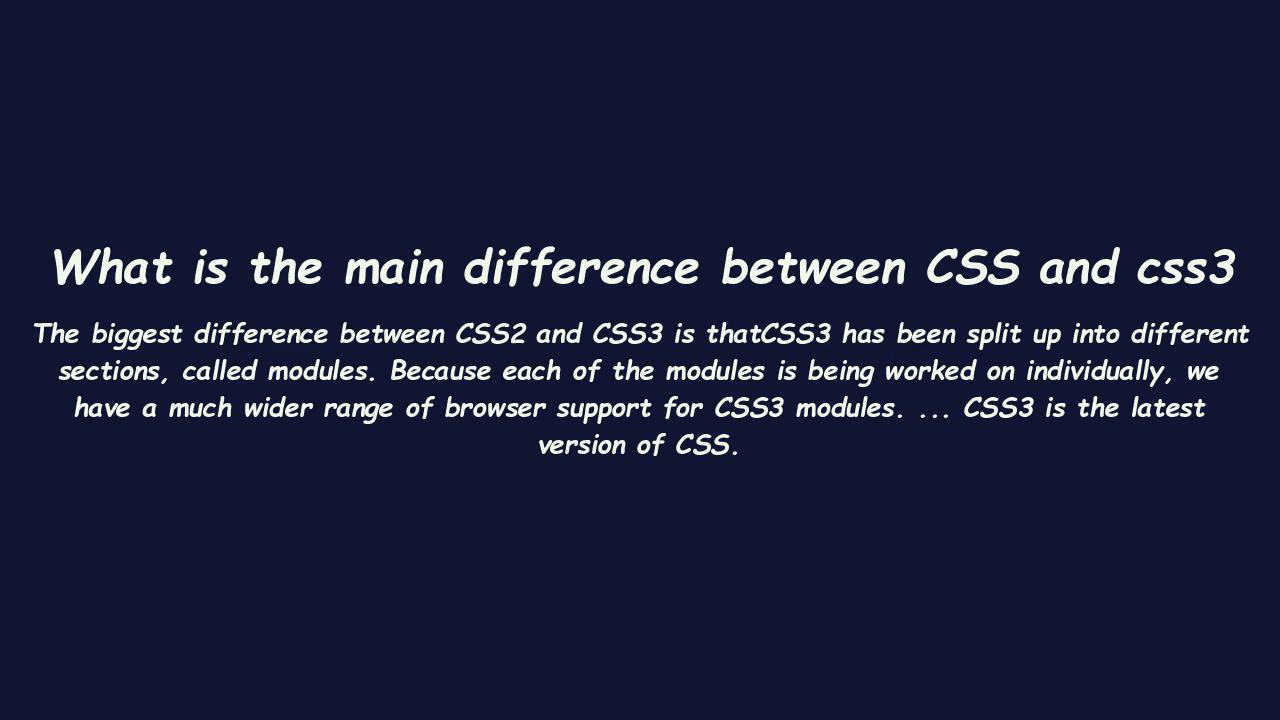 What is the main difference between CSS and css3
The biggest difference between CSS2 and CSS3 is thatCSS3 has been split up into different
sections, called modules. Because each of the modules is being worked on individually, we
have a much wider range of browser support for CSS3 modules. ... CSS3 is the latest
version of CSS.